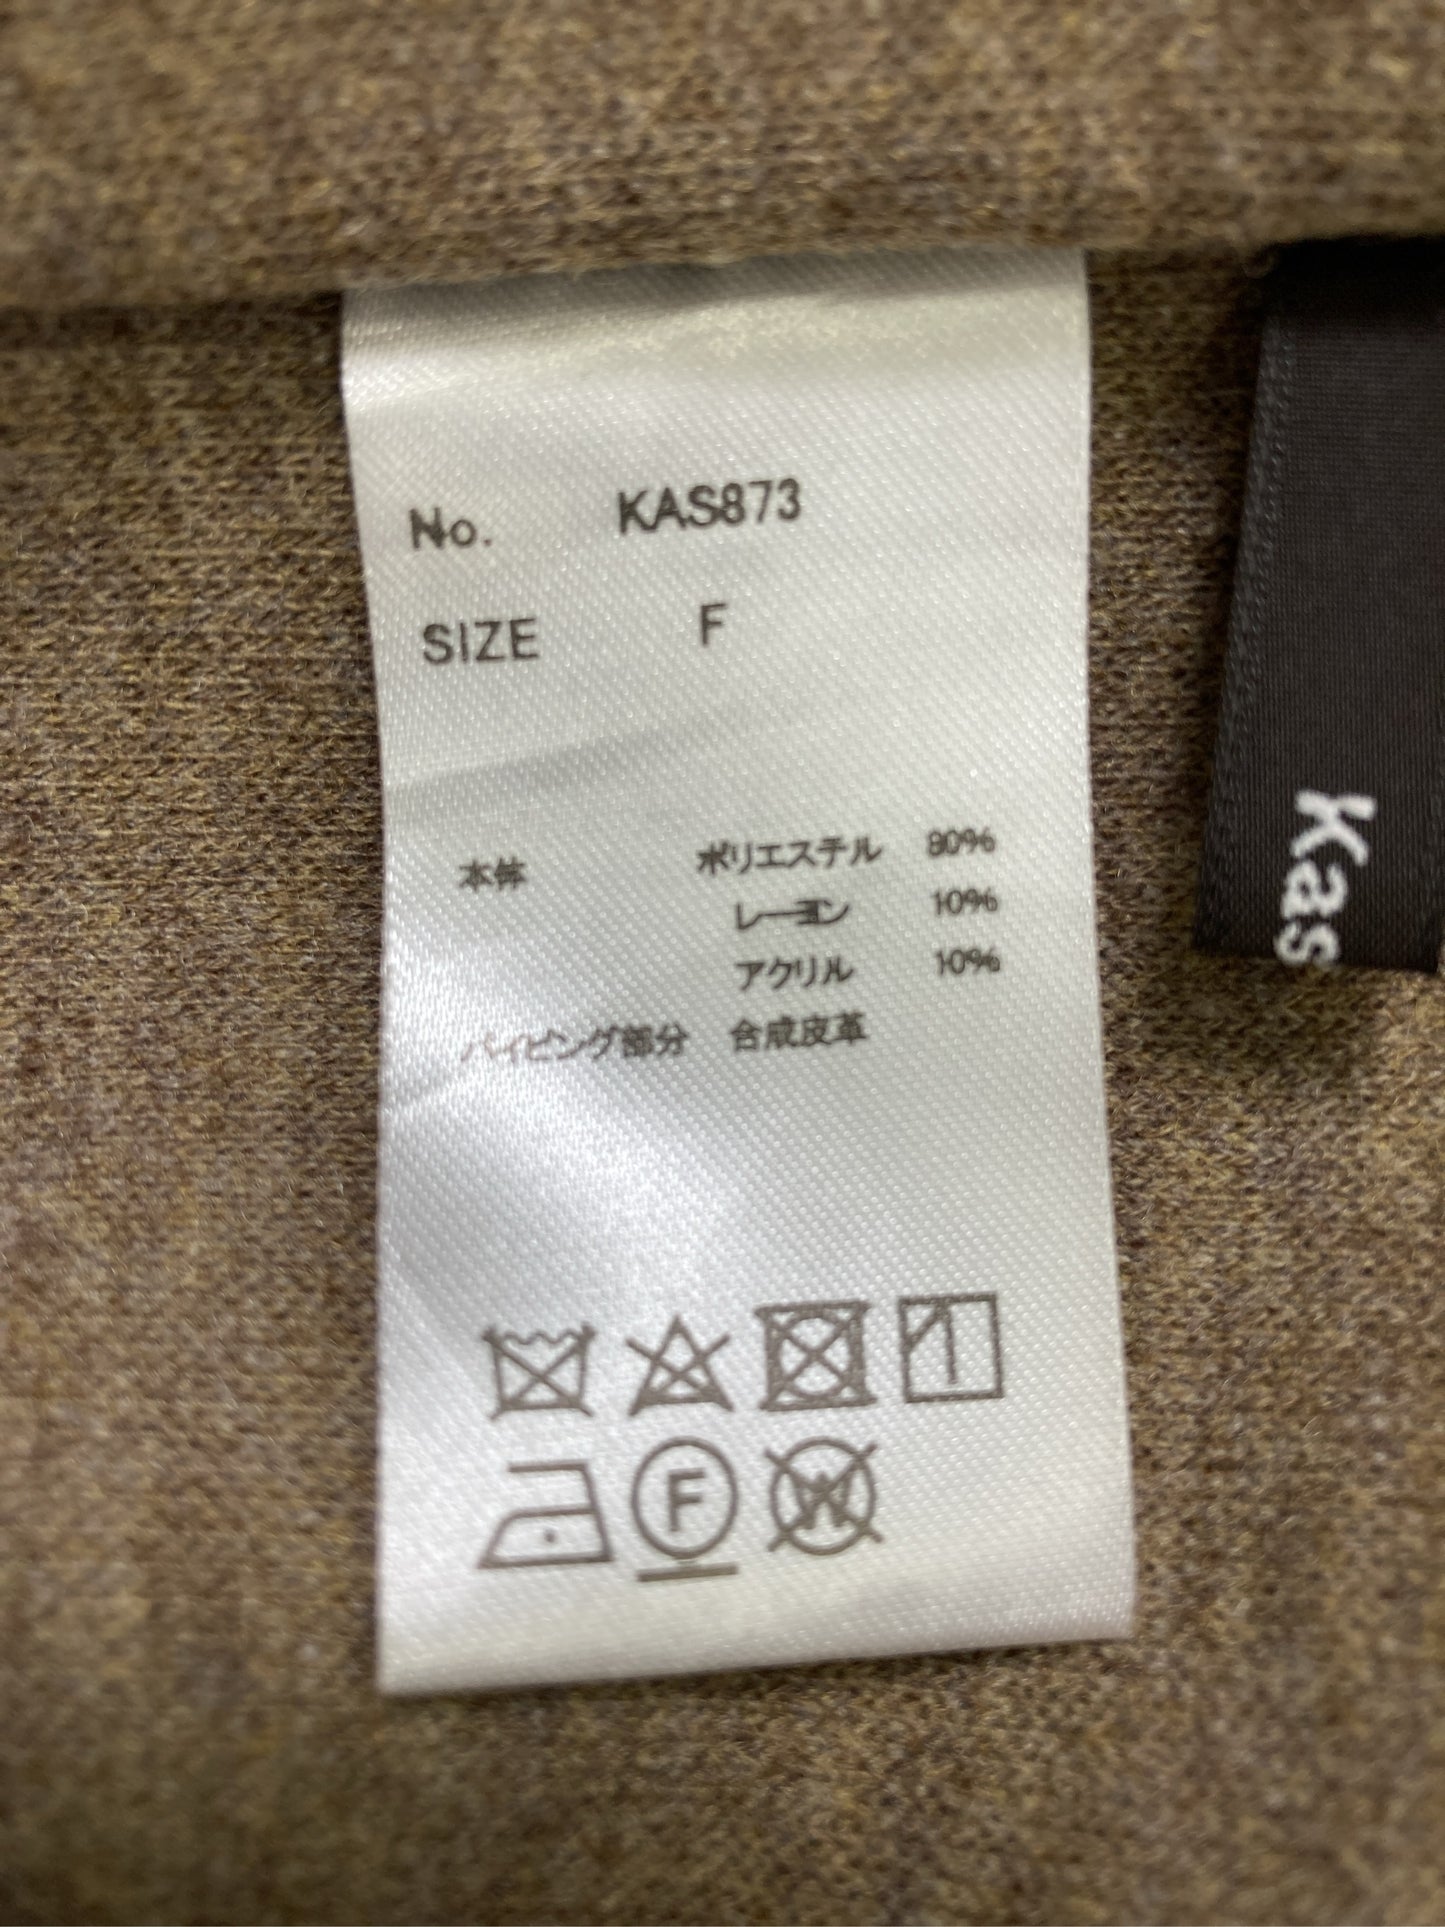 No. KAS873
SIZE F
本体 ポリエステル 80%
レーヨン 10%
アクリル 10%
パイピング部分 合成皮革
F
W
Kas